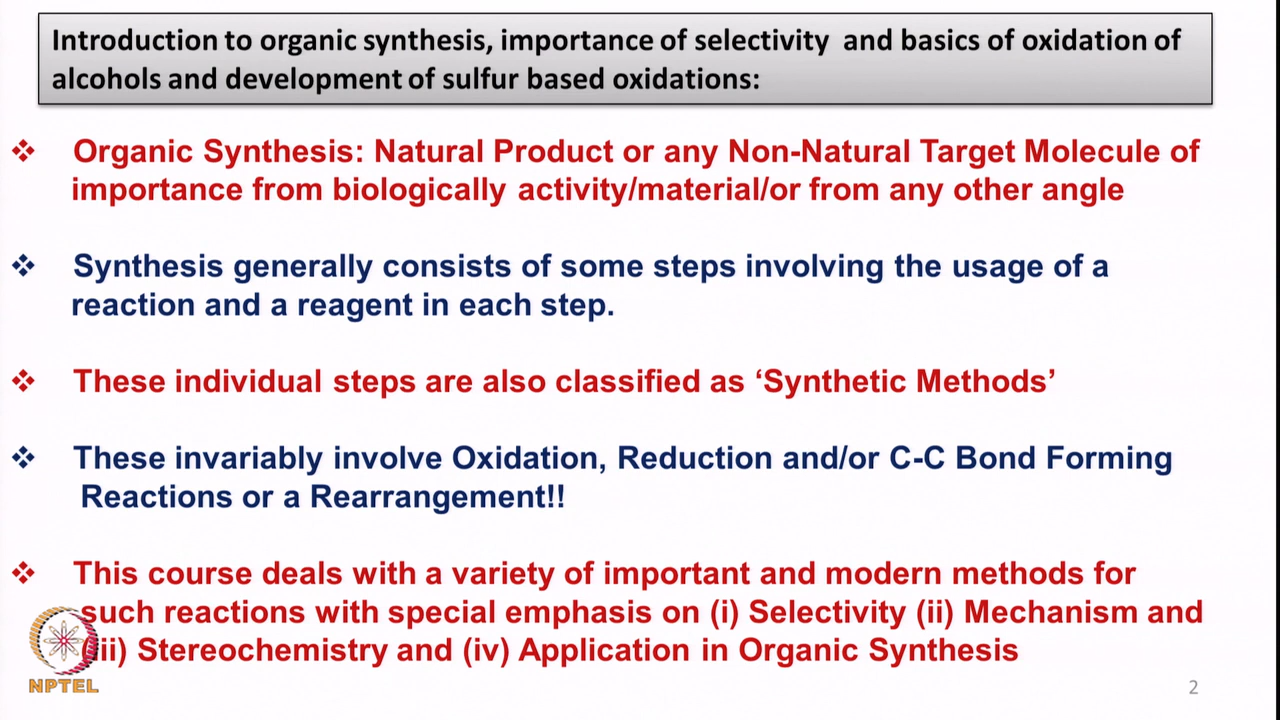 Introduction to organic synthesis, importance of selectivity and basics of oxidation of
alcohols and development of sulfur based oxidations:
❖ Organic Synthesis: Natural Product or any Non-Natural Target Molecule of
importance from biologically activity/material/or from any other angle
❖ Synthesis generally consists of some steps involving the usage of a
reaction and a reagent in each step.
❖ These individual steps are also classified as ‘Synthetic Methods’
❖ These invariably involve Oxidation, Reduction and/or C-C Bond Forming
Reactions or a Rearrangement!!
❖ This course deals with a variety of important and modern methods for
such reactions with special emphasis on (i) Selectivity (ii) Mechanism and
(iii) Stereochemistry and (iv) Application in Organic Synthesis
NPTEL
2